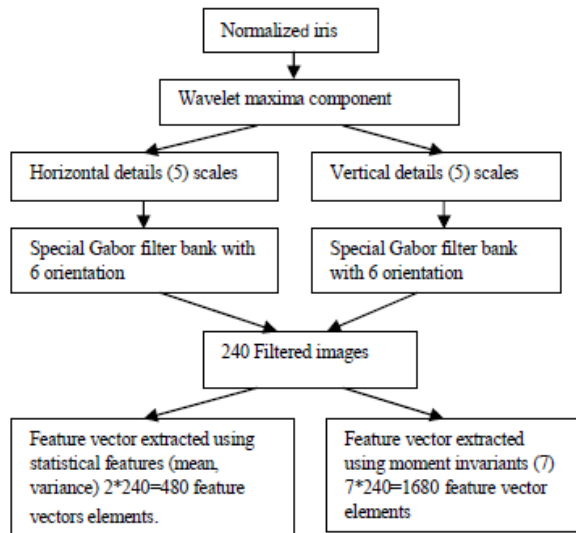 Normalized iris
Wavelet maxima component
Horizontal details (5) scales
Vertical details (5) scales
Special Gabor filter bank with
6 orientation
Special Gabor filter bank
with 6 orientation
240 Filtered images
Feature vector extracted using
statistical features (mean,
variance) 2*240=480 feature
vectors elements.
Feature vector extracted
using moment invariants (7)
7*240=1680 feature vector
elements